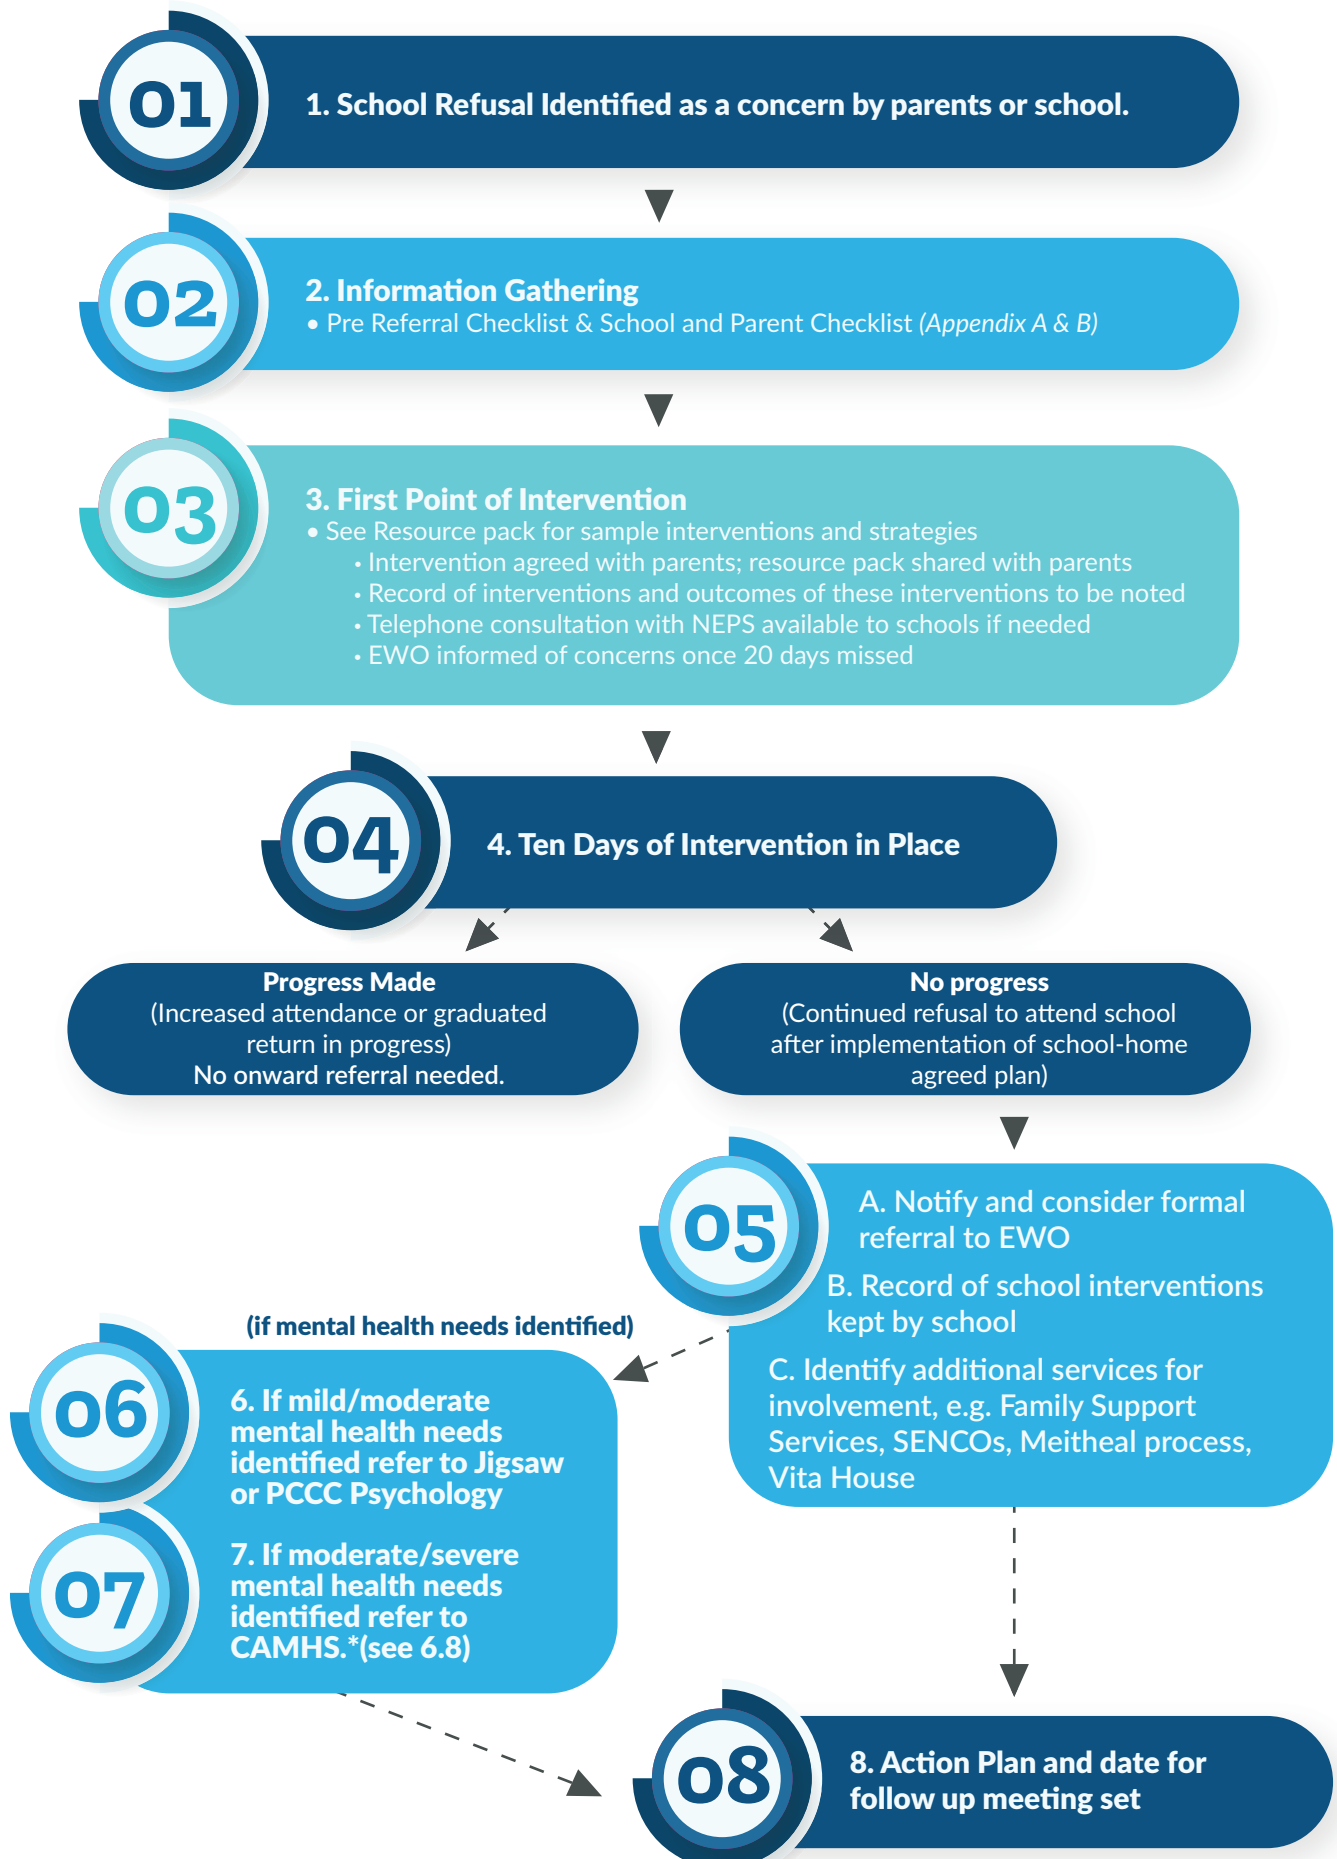 01
1. School Refusal Identified as a concern by parents or school.
02
2. Information Gathering
• Pre Referral Checklist & School and Parent Checklist (Appendix A & B)
03
3. First Point of Intervention
• See Resource pack for sample interventions and strategies
• Intervention agreed with parents; resource pack shared with parents
• Record of interventions and outcomes of these interventions to be noted
• Telephone consultation with NEPS available to schools if needed
• EWO informed of concerns once 20 days missed
04
4. Ten Days of Intervention in Place
Progress Made
(Increased attendance or graduated
return in progress)
No onward referral needed.
No progress
(Continued refusal to attend school
after implementation of school-home
agreed plan)
05
A. Notify and consider formal
referral to EWO
B. Record of school interventions
kept by school
C. Identify additional services for
involvement, e.g. Family Support
Services, SENCOs, Meitheal process,
Vita House
(if mental health needs identified)
06
6. If mild/moderate
mental health needs
identified refer to Jigsaw
or PCCC Psychology
07
7. If moderate/severe
mental health needs
identified refer to
CAMHS.*(see 6.8)
08
8. Action Plan and date for
follow up meeting set